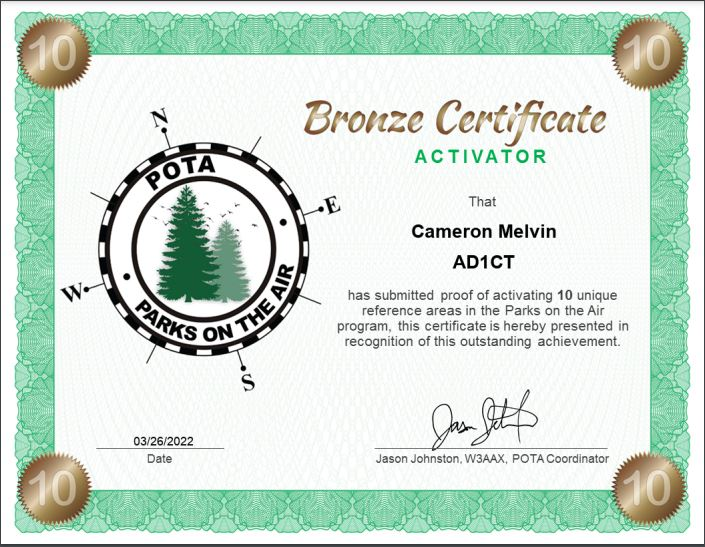 10
10
Bronze Certificate
ACTIVATOR
N
POTA
E
W
PARKS ON THE AIR
S
That
Cameron Melvin
AD1CT
has submitted proof of activating 10 unique
reference areas in the Parks on the Air
program, this certificate is hereby presented in
recognition of this outstanding achievement.
03/26/2022
Date
Jason Johnston, W3AAX, POTA Coordinator
10
10